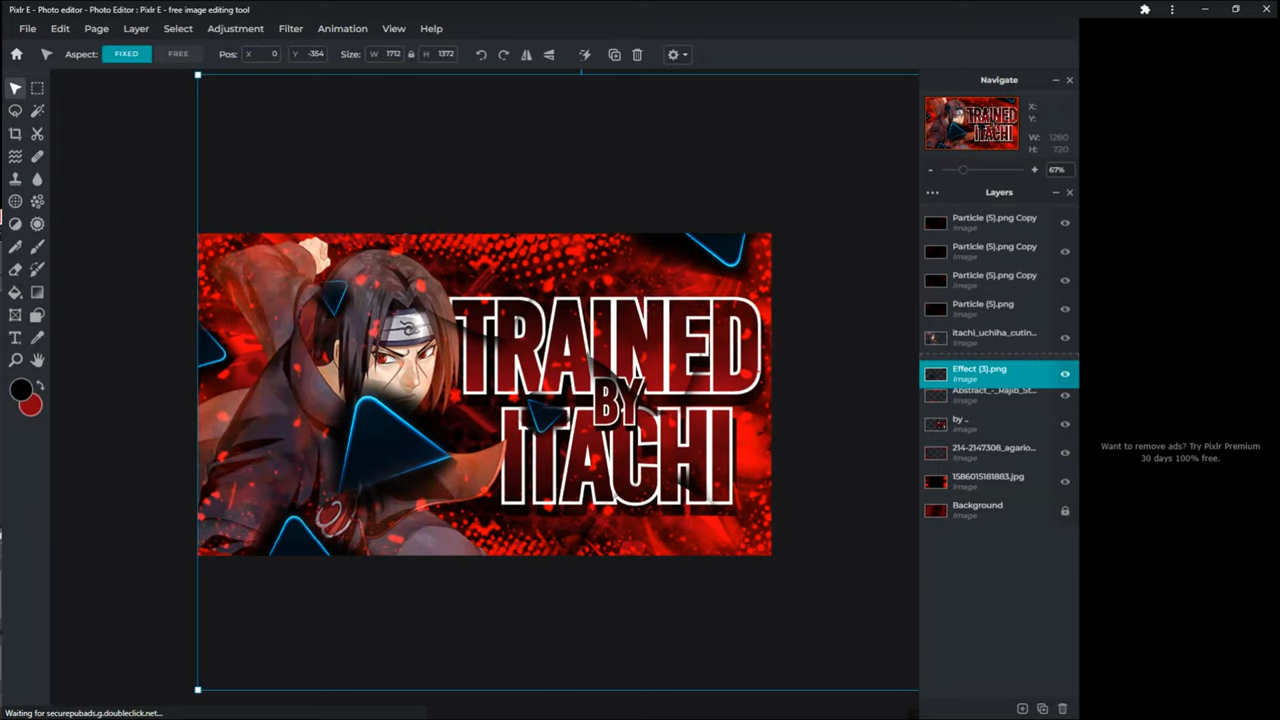 Pixlr E - Photo editor - Photo Editor : Pixlr E - free image editing tool
File Edit Page Layer Select Adjustment Filter Animation View Help
Aspect: FIXED FREE Pos: X 0 Y -354 Size: W 1712 H 1372
Navigate
X:
Y:
W: 1280
H: 720
- + 67%
Layers
Particle (5).png Copy
Image
Particle (5).png Copy
Image
Particle (5).png Copy
Image
Particle (5).png
Image
itachi_uchiha_cutin...
Image
Effect (3).png
Image
Abstract_-_Rajib_St...
Image
by ..
Image
214-2147308_agarlo...
Image
1586015181883.jpg
Image
Background
Image
TRAINED
BY
ITACHI
Want to remove ads? Try Pixlr Premium
30 days 100% free.
Waiting for securepubads.g.doubleclick.net...